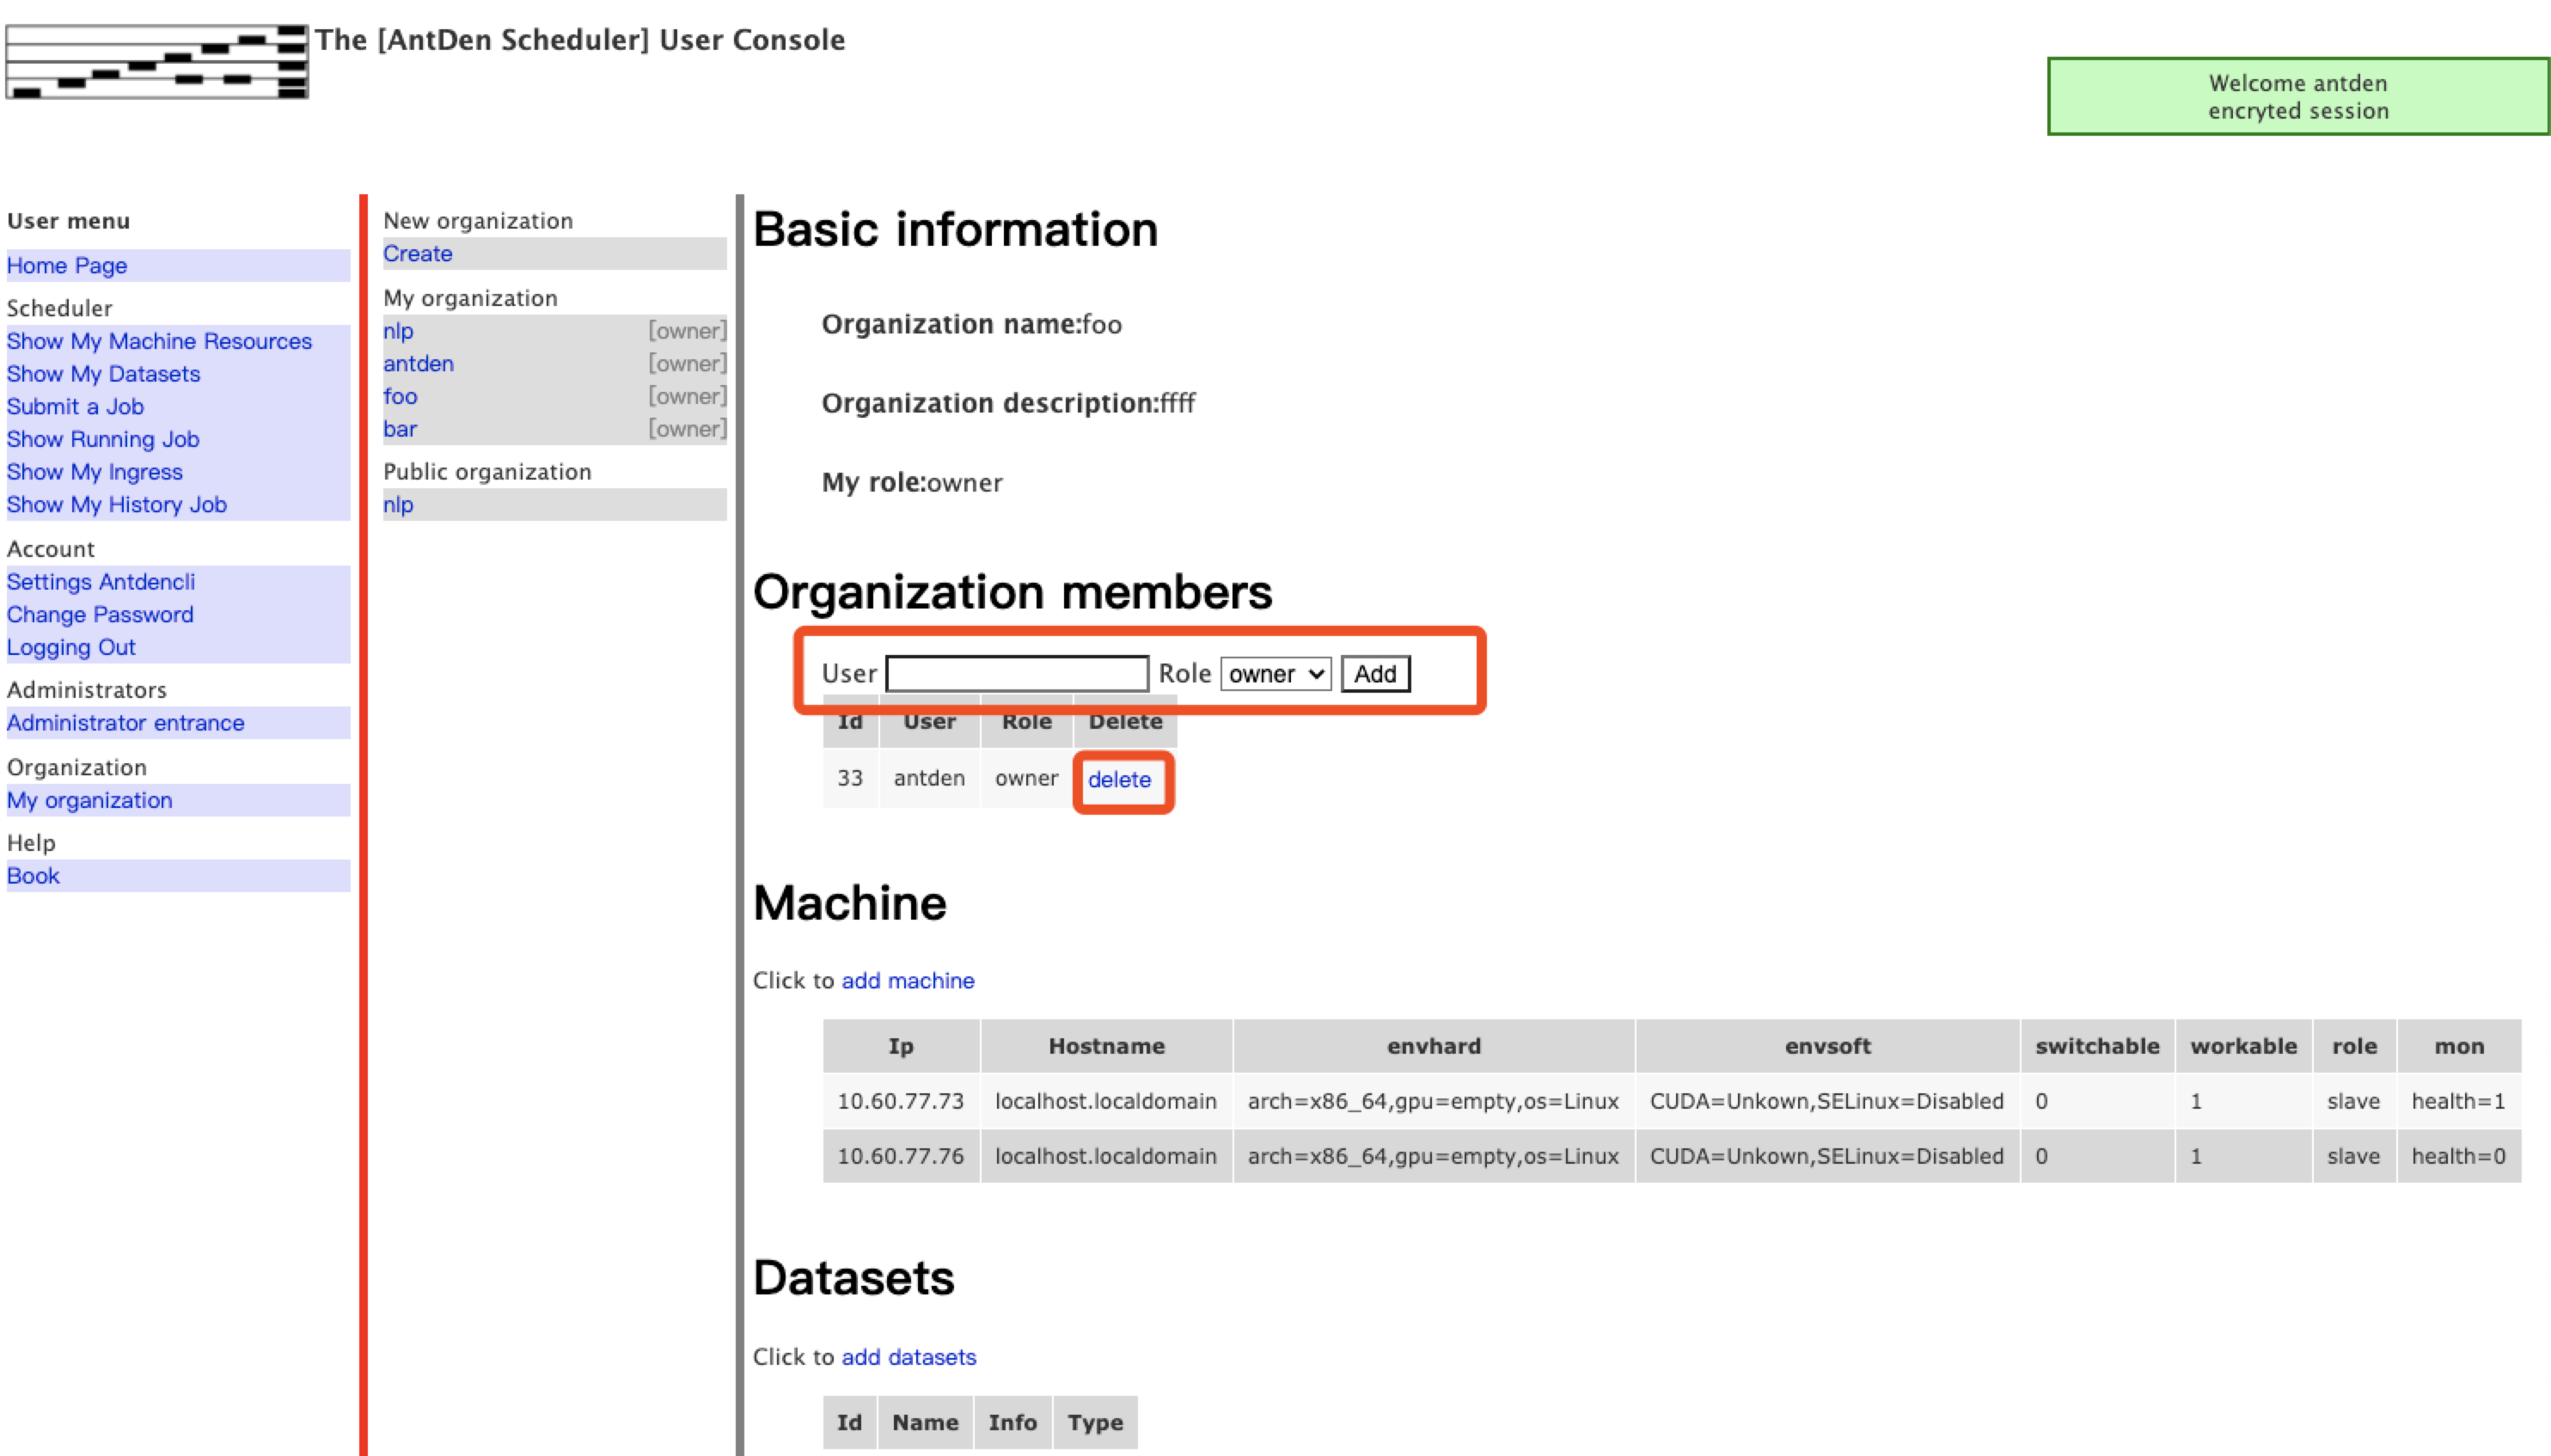 The [AntDen Scheduler] User Console
Welcome antden
encryted session
User menu
Home Page
Scheduler
Show My Machine Resources
Show My Datasets
Submit a Job
Show Running Job
Show My Ingress
Show My History Job
Account
Settings Antdencli
Change Password
Logging Out
Administrators
Administrator entrance
Organization
My organization
Help
Book
New organization
Create
My organization
nlp [owner]
antden [owner]
foo [owner]
bar [owner]
Public organization
nlp
Basic information
Organization name:foo
Organization description:ffff
My role:owner
Organization members
User Role owner Add
Id User Role Delete
33 antden owner delete
Machine
Click to add machine
Ip Hostname envhard envsoft switchable workable role mon
10.60.77.73 localhost.localdomain arch=x86_64,gpu=empty,os=Linux CUDA=Unkown,SELinux=Disabled 0 1 slave health=1
10.60.77.76 localhost.localdomain arch=x86_64,gpu=empty,os=Linux CUDA=Unkown,SELinux=Disabled 0 1 slave health=0
Datasets
Click to add datasets
Id Name Info Type